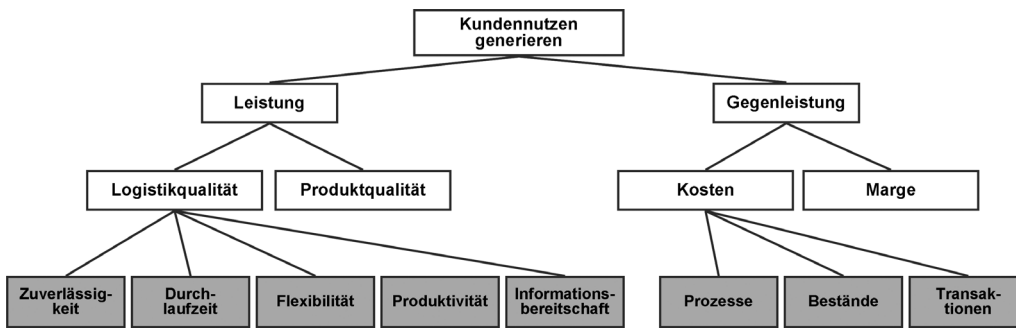 Kundennutzen
generieren
Leistung
Gegenleistung
Logistikqualität
Produktqualität
Kosten
Marge
Zuverlässig-
keit
Durch-
laufzeit
Flexibilität
Produktivität
Informations-
bereitschaft
Prozesse
Bestände
Transak-
tionen